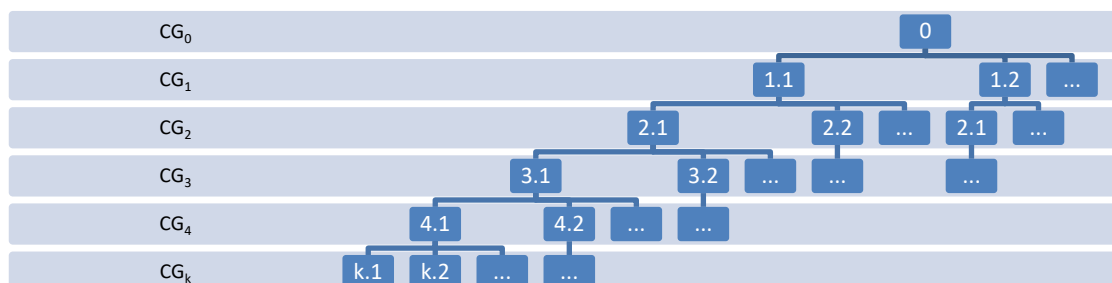 CG₀ 0
CG₁ 1.1 1.2 ...
CG₂ 2.1 2.2 ... 2.1 ...
CG₃ 3.1 3.2 ... ... ...
CG₄ 4.1 4.2 ... ...
CGₖ k.1 k.2 ... ...